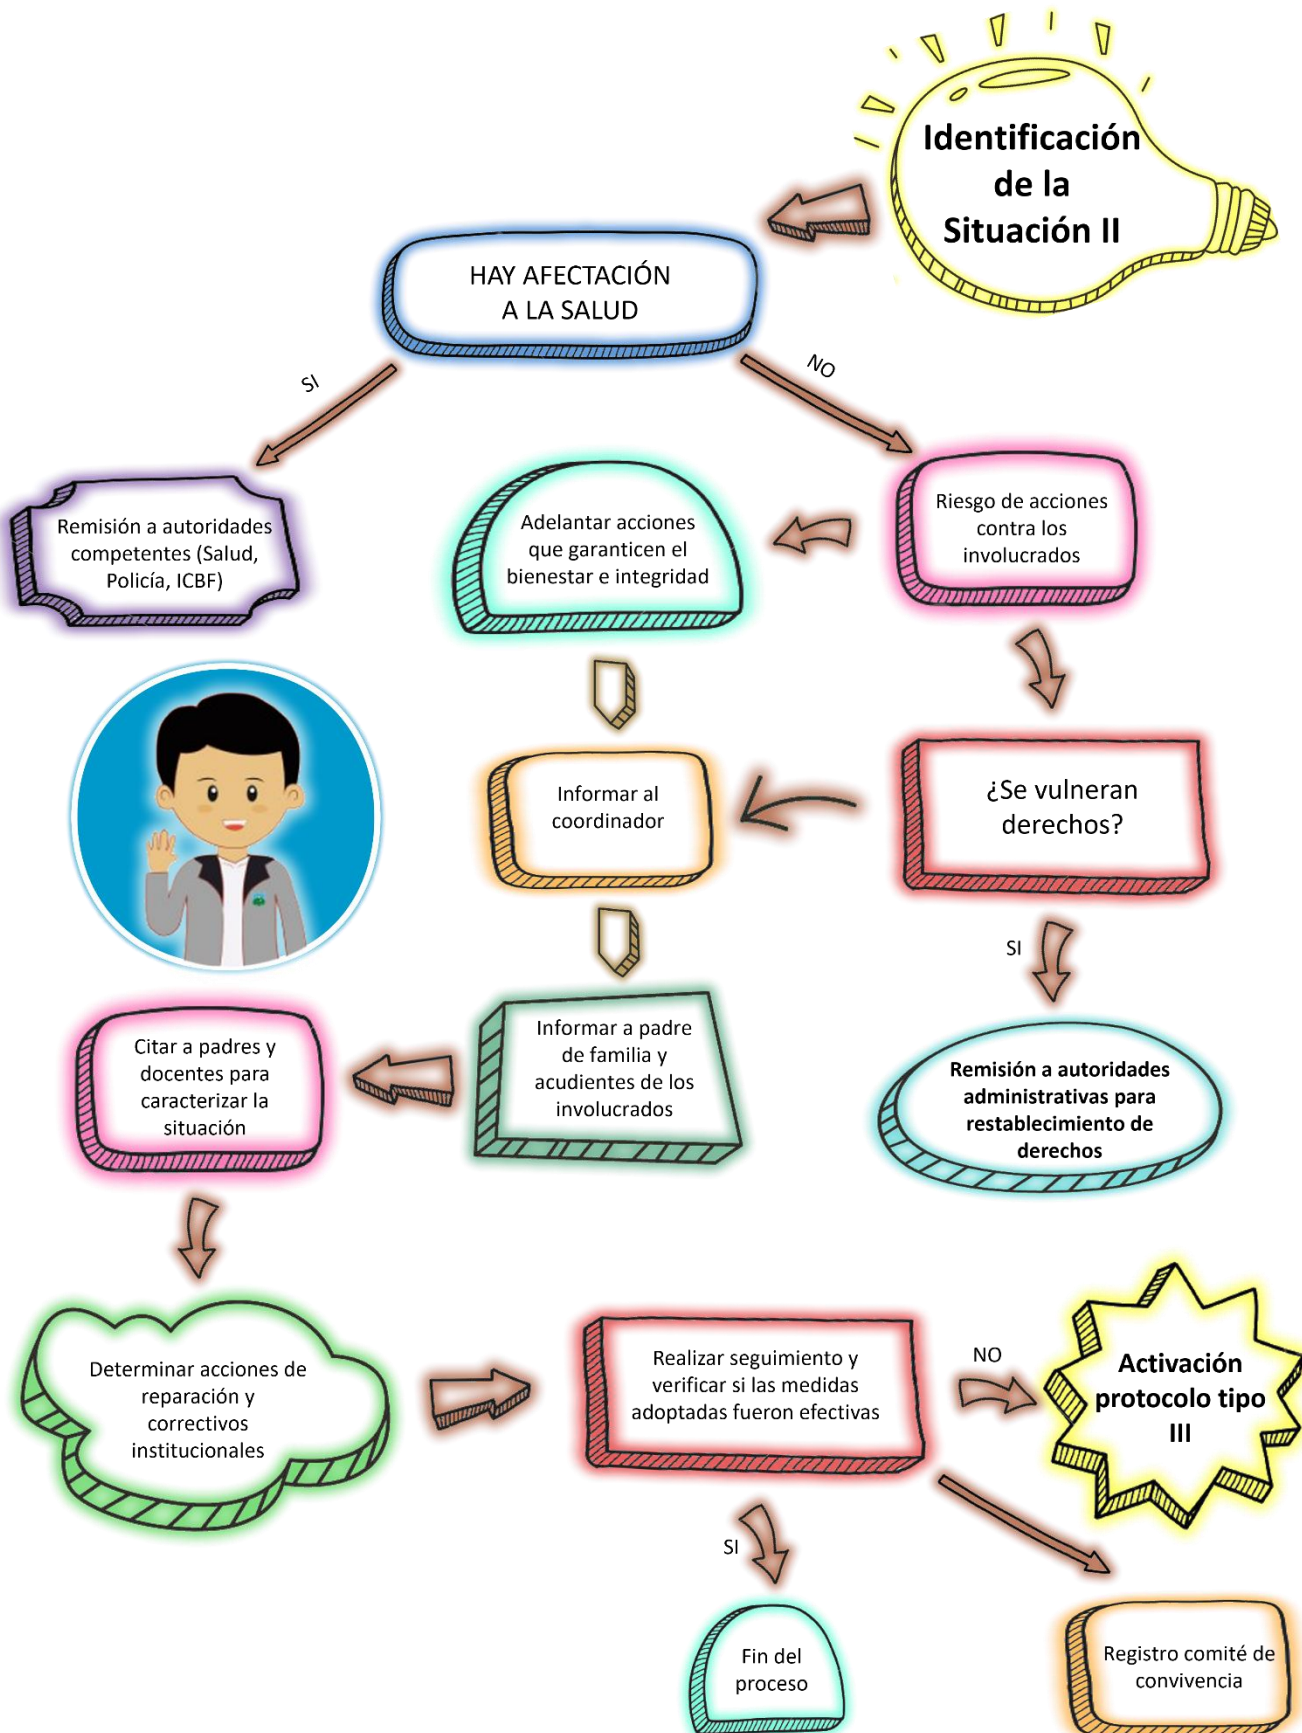 Identificación
de la
Situación II
HAY AFECTACIÓN
A LA SALUD
SI
NO
Remisión a autoridades
competentes (Salud,
Policía, ICBF)
Adelantar acciones
que garanticen el
bienestar e integridad
Riesgo de acciones
contra los
involucrados
Informar al
coordinador
¿Se vulneran
derechos?
SI
Citar a padres y
docentes para
caracterizar la
situación
Informar a padre
de familia y
acudientes de los
involucrados
Remisión a autoridades
administrativas para
restablecimiento de
derechos
Determinar acciones de
reparación y
correctivos
institucionales
Realizar seguimiento y
verificar si las medidas
adoptadas fueron efectivas
NO
Activación
protocolo tipo
III
SI
Fin del
proceso
Registro comité de
convivencia